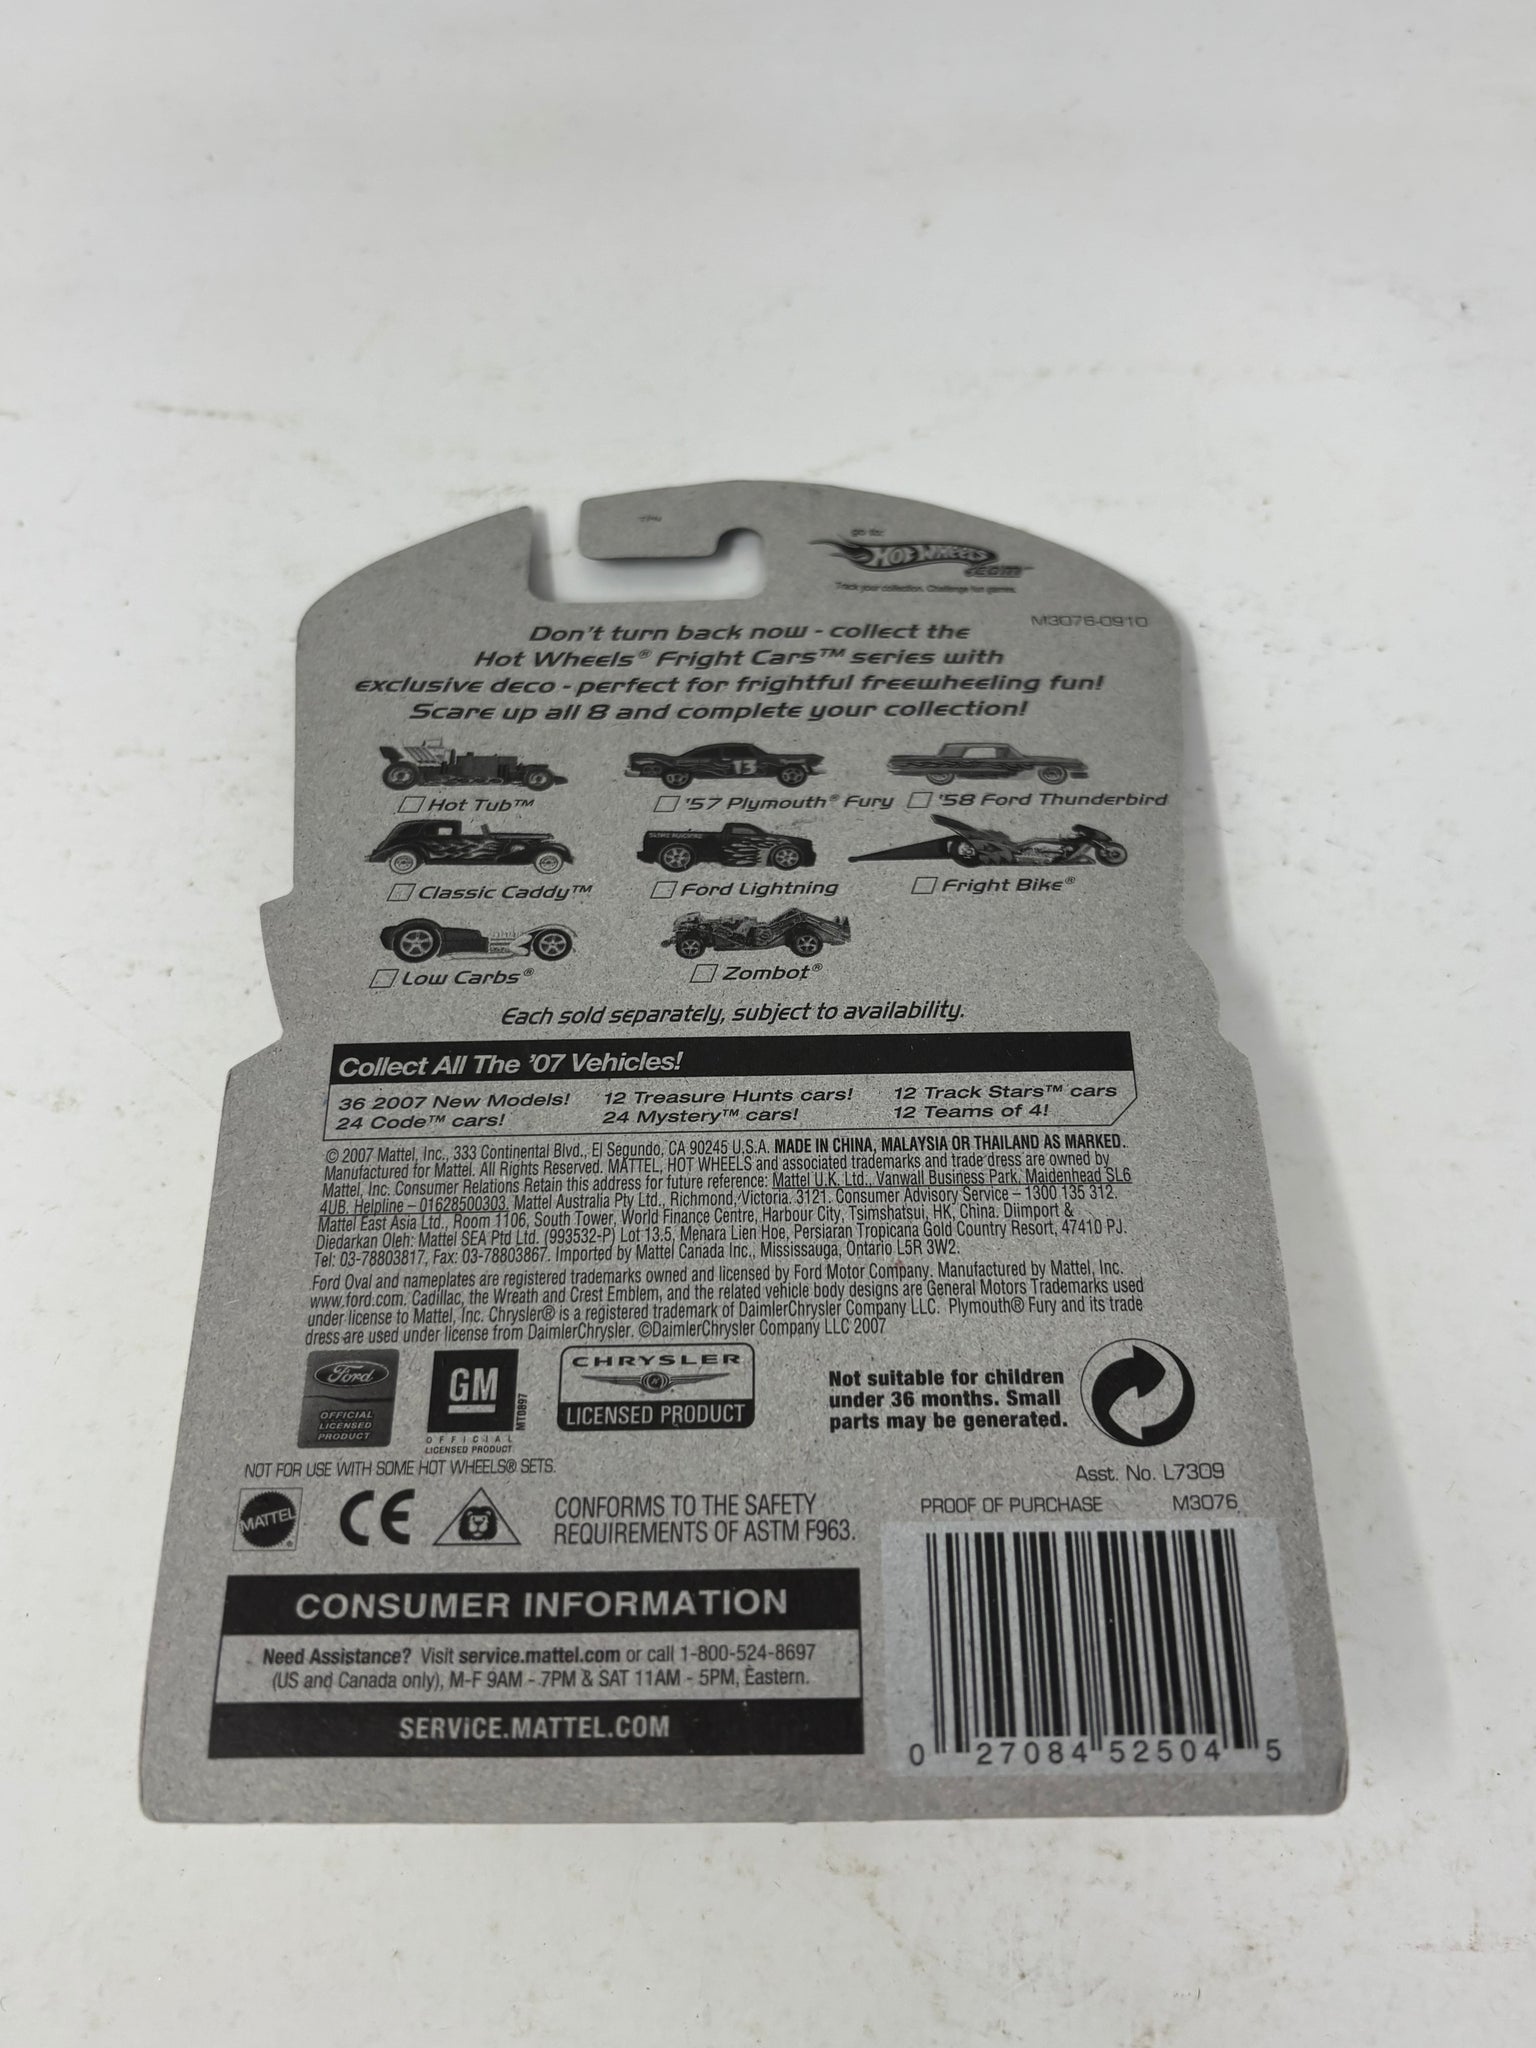 go to:
HOT WHEELS
.com™
Track your collection. Challenge fun games.
M3076-0910
Don't turn back now - collect the
Hot Wheels® Fright Cars™ series with
exclusive deco - perfect for frightful freewheeling fun!
Scare up all 8 and complete your collection!
13
Hot Tub™
'57 Plymouth® Fury
'58 Ford Thunderbird
Classic Caddy™
Ford Lightning
Fright Bike®
Low Carbs®
Zombot®
Each sold separately, subject to availability.
Collect All The '07 Vehicles!
36 2007 New Models! 12 Treasure Hunts cars! 12 Track Stars™ cars
24 Code™ cars! 24 Mystery™ cars! 12 Teams of 4!
© 2007 Mattel, Inc., 333 Continental Blvd., El Segundo, CA 90245 U.S.A. MADE IN CHINA, MALAYSIA OR THAILAND AS MARKED.
Manufactured for Mattel. All Rights Reserved. MATTEL, HOT WHEELS and associated trademarks and trade dress are owned by
Mattel, Inc. Consumer Relations Retain this address for future reference: Mattel U.K. Ltd., Vanwall Business Park, Maidenhead SL6
4UB. Helpline – 01628500303. Mattel Australia Pty Ltd., Richmond, Victoria. 3121. Consumer Advisory Service – 1300 135 312.
Mattel East Asia Ltd., Room 1106, South Tower, World Finance Centre, Harbour City, Tsimshatsui, HK, China. Diimport &
Diedarkan Oleh: Mattel SEA Ptd Ltd. (993532-P) Lot 13.5, Menara Lien Hoe, Persiaran Tropicana Gold Country Resort, 47410 PJ.
Tel: 03-78803817, Fax: 03-78803867. Imported by Mattel Canada Inc., Mississauga, Ontario L5R 3W2.
Ford Oval and nameplates are registered trademarks owned and licensed by Ford Motor Company. Manufactured by Mattel, Inc.
www.ford.com. Cadillac, the Wreath and Crest Emblem, and the related vehicle body designs are General Motors Trademarks used
under license to Mattel, Inc. Chrysler® is a registered trademark of DaimlerChrysler Company LLC. Plymouth® Fury and its trade
dress are used under license from DaimlerChrysler. ©DaimlerChrysler Company LLC 2007
Ford
OFFICIAL
LICENSED
PRODUCT
GM
MT0897
OFFICIAL
LICENSED PRODUCT
CHRYSLER
LICENSED PRODUCT
Not suitable for children
under 36 months. Small
parts may be generated.
NOT FOR USE WITH SOME HOT WHEELS® SETS.
Asst. No. L7309
PROOF OF PURCHASE M3076
MATTEL
CE
CONFORMS TO THE SAFETY
REQUIREMENTS OF ASTM F963.
CONSUMER INFORMATION
Need Assistance? Visit service.mattel.com or call 1-800-524-8697
(US and Canada only), M-F 9AM - 7PM & SAT 11AM - 5PM, Eastern.
SERVICE.MATTEL.COM
0 27084 52504 5